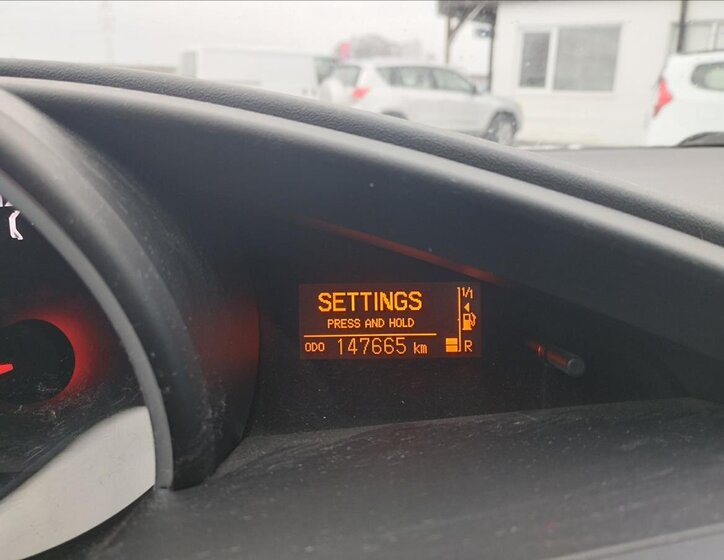 SETTINGS
PRESS AND HOLD
ODO 147665 km
1/1
R